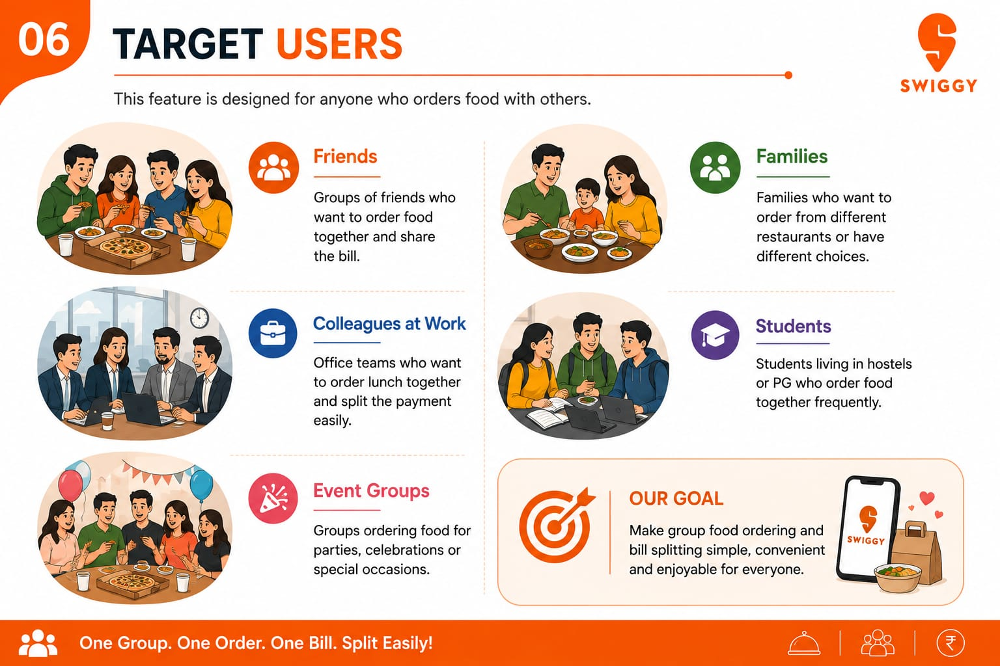 06
TARGET USERS
SWIGGY
This feature is designed for anyone who orders food with others.
Friends
Groups of friends who
want to order food
together and share
the bill.
Families
Families who want to
order from different
restaurants or have
different choices.
Colleagues at Work
Office teams who want
to order lunch together
and split the payment
easily.
Students
Students living in hostels
or PG who order food
together frequently.
Event Groups
Groups ordering food for
parties, celebrations or
special occasions.
OUR GOAL
Make group food ordering and
bill splitting simple, convenient
and enjoyable for everyone.
SWIGGY
One Group. One Order. One Bill. Split Easily!
₹